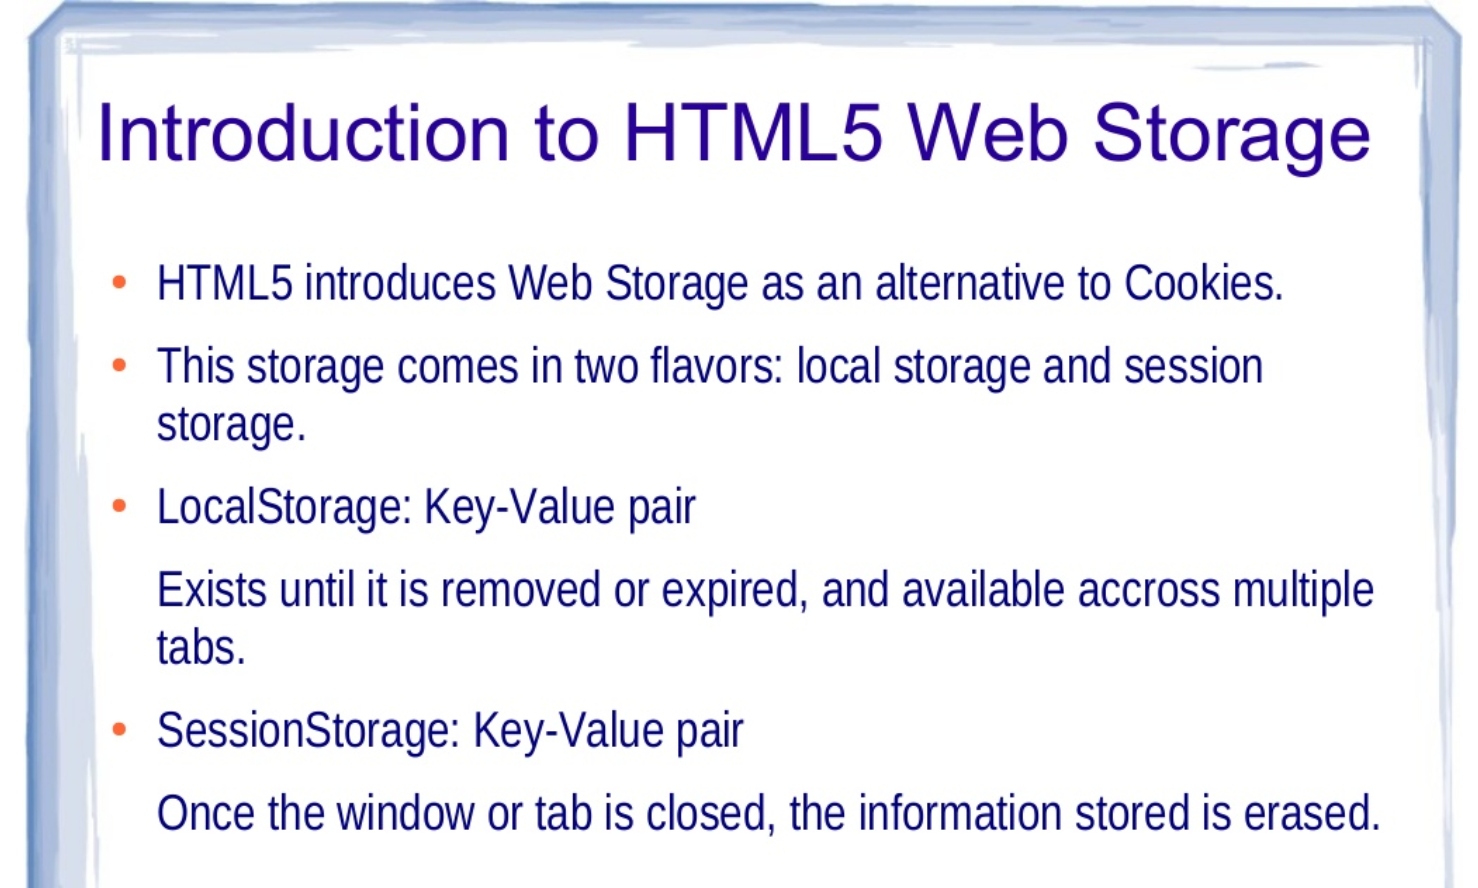 Introduction to HTML5 Web Storage
• HTML5 introduces Web Storage as an alternative to Cookies.
• This storage comes in two flavors: local storage and session
storage.
• LocalStorage: Key-Value pair
Exists until it is removed or expired, and available accross multiple
tabs.
• SessionStorage: Key-Value pair
Once the window or tab is closed, the information stored is erased.